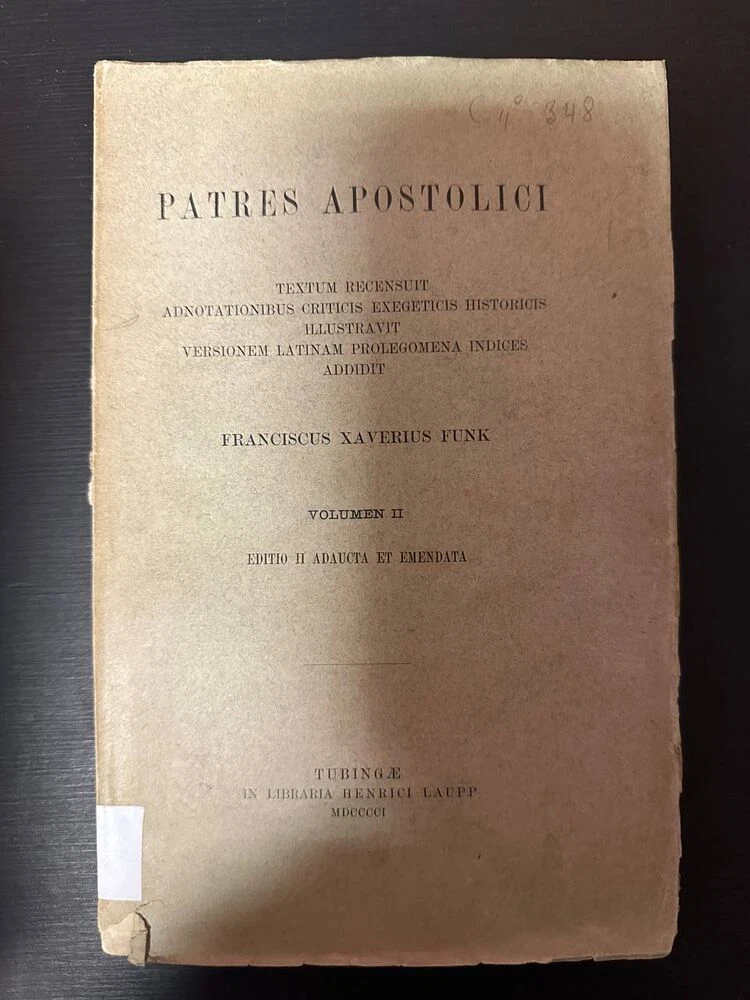 C 4° 348
PATRES APOSTOLICI
TEXTUM RECENSUIT
ADNOTATIONIBUS CRITICIS EXEGETICIS HISTORICIS
ILLUSTRAVIT
VERSIONEM LATINAM PROLEGOMENA INDICES
ADDIDIT
FRANCISCUS XAVERIUS FUNK
VOLUMEN II
EDITIO II ADAUCTA ET EMENDATA
TUBINGÆ
IN LIBRARIA HENRICI LAUPP
MDCCCCI